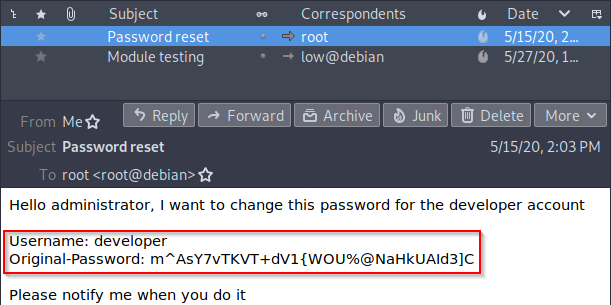 Subject Correspondents Date
Password reset root 5/15/20, 2...
Module testing low@debian 5/27/20, 1...
Reply Forward Archive Junk Delete More
From Me
Subject Password reset 5/15/20, 2:03 PM
To root <root@debian>
Hello administrator, I want to change this password for the developer account
Username: developer
Original-Password: m^AsY7vTKVT+dV1{WOU%@NaHkUAId3]C
Please notify me when you do it